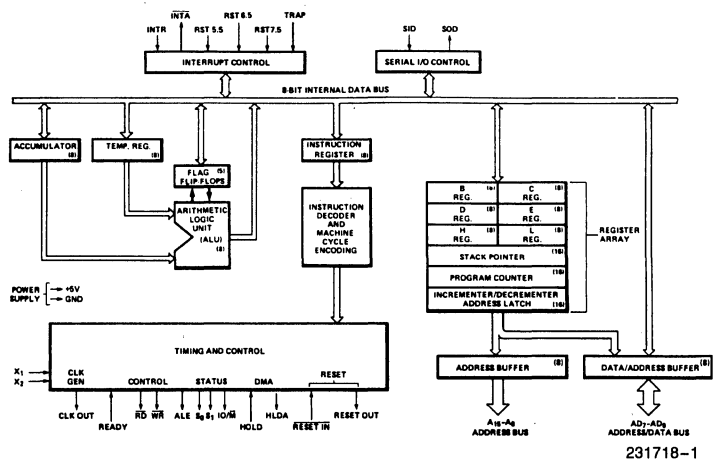 INTR
INTA
RST 5.5
RST 6.5
RST7.5
TRAP
SID
SOD
INTERRUPT CONTROL
SERIAL I/O CONTROL
8-BIT INTERNAL DATA BUS
ACCUMULATOR (8)
TEMP. REG. (8)
FLAG (5)
FLIP-FLOPS
ARITHMETIC
LOGIC
UNIT
(ALU)
(8)
INSTRUCTION
REGISTER (8)
INSTRUCTION
DECODER
AND
MACHINE
CYCLE
ENCODING
B (8)
REG.
C (8)
REG.
D (8)
REG.
E (8)
REG.
H (8)
REG.
L (8)
REG.
STACK POINTER (16)
PROGRAM COUNTER (16)
INCREMENTER/DECREMENTER
ADDRESS LATCH (16)
REGISTER
ARRAY
POWER
SUPPLY
+5V
GND
TIMING AND CONTROL
X1
X2
CLK
GEN
CONTROL
STATUS
DMA
RESET
CLK OUT
READY
RD
WR
ALE
S0
S1
IO/M
HOLD
HLDA
RESET IN
RESET OUT
ADDRESS BUFFER (8)
DATA/ADDRESS BUFFER (8)
A15-A8
ADDRESS BUS
AD7-AD0
ADDRESS/DATA BUS
231718-1